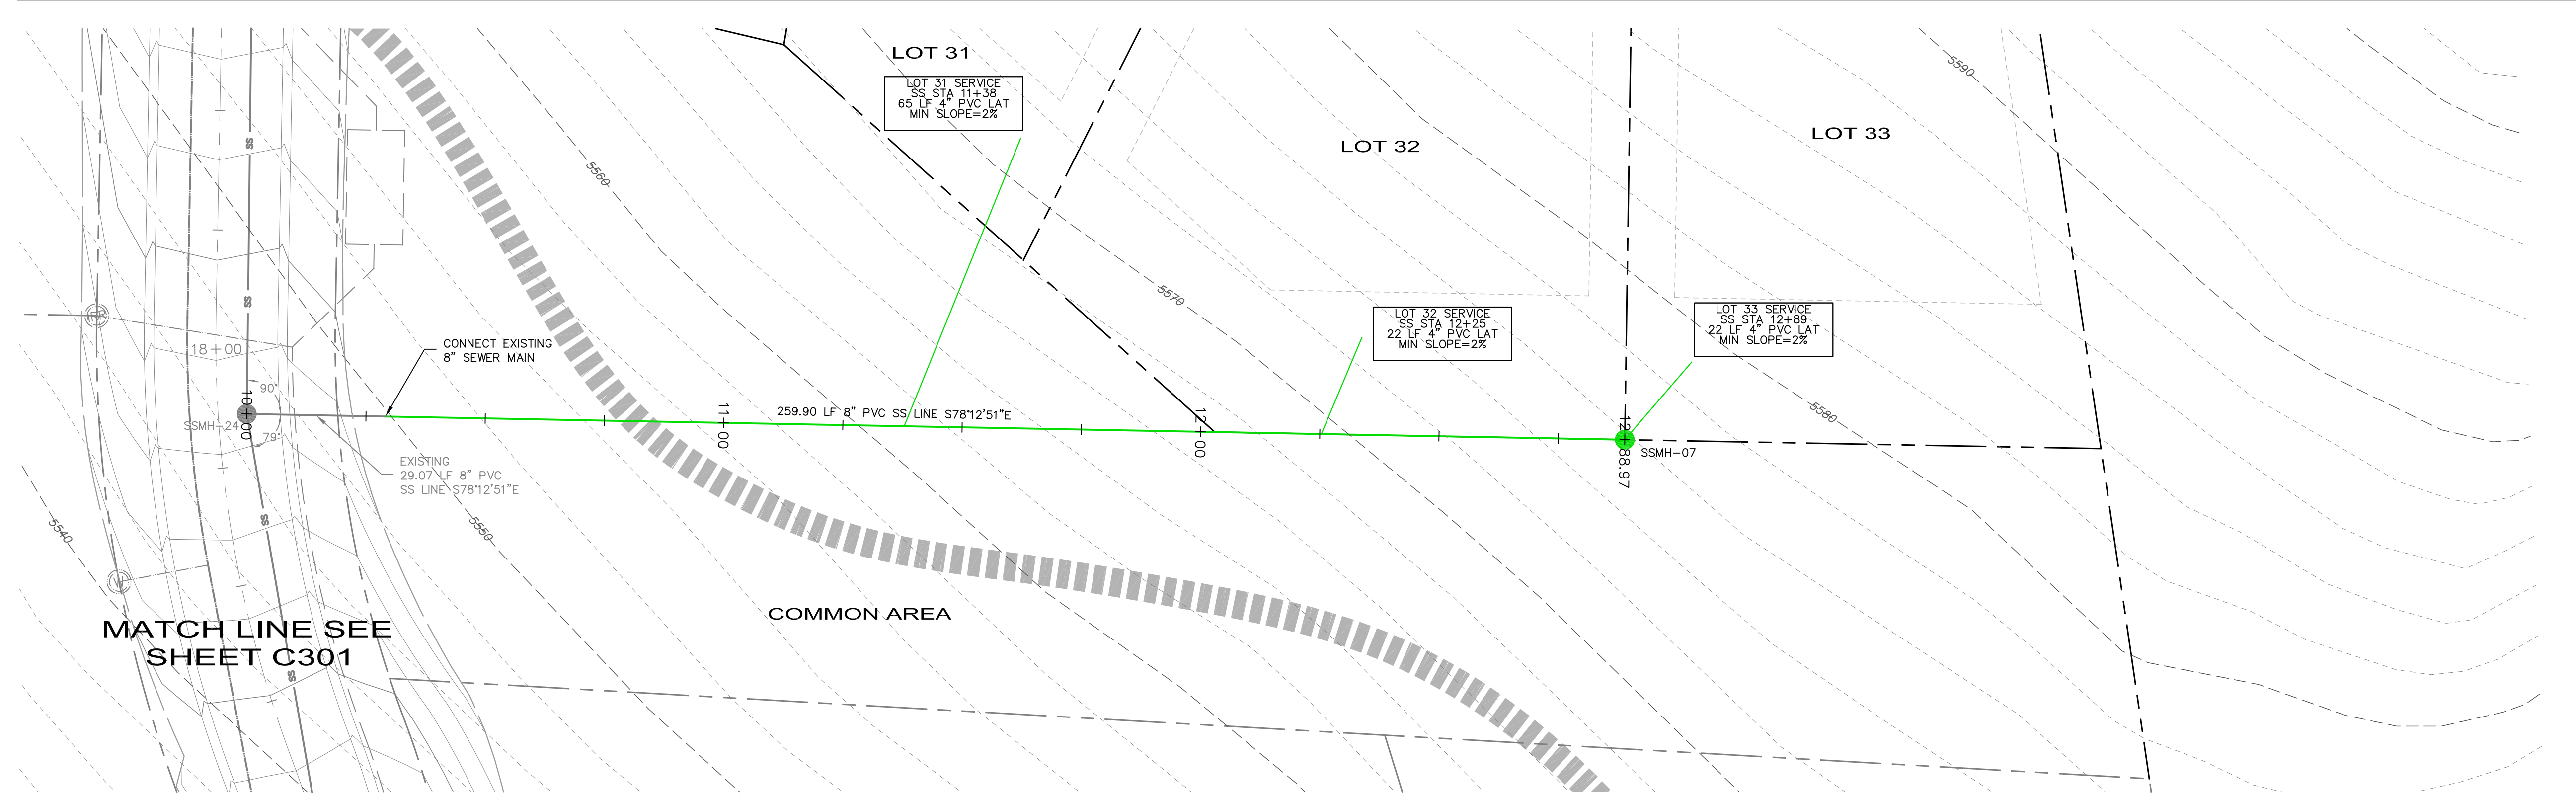 LOT 31
LOT 31 SERVICE
SS STA 11+38
65 LF 4" PVC LAT
MIN SLOPE=2%
5590
LOT 33
LOT 32
SS
5560
5570
SS
LOT 32 SERVICE
SS STA 12+25
22 LF 4" PVC LAT
MIN SLOPE=2%
LOT 33 SERVICE
SS STA 12+89
22 LF 4" PVC LAT
MIN SLOPE=2%
CONNECT EXISTING
8" SEWER MAIN
18+00
90°
10+00
SSMH-24
79°
259.90 LF 8" PVC SS LINE S78°12'51"E
11+00
12+00
5580
12+88.97
SSMH-07
EXISTING
29.07 LF 8" PVC
SS LINE S78°12'51"E
SS
5540
5550
W
COMMON AREA
MATCH LINE SEE
SHEET C301
SS